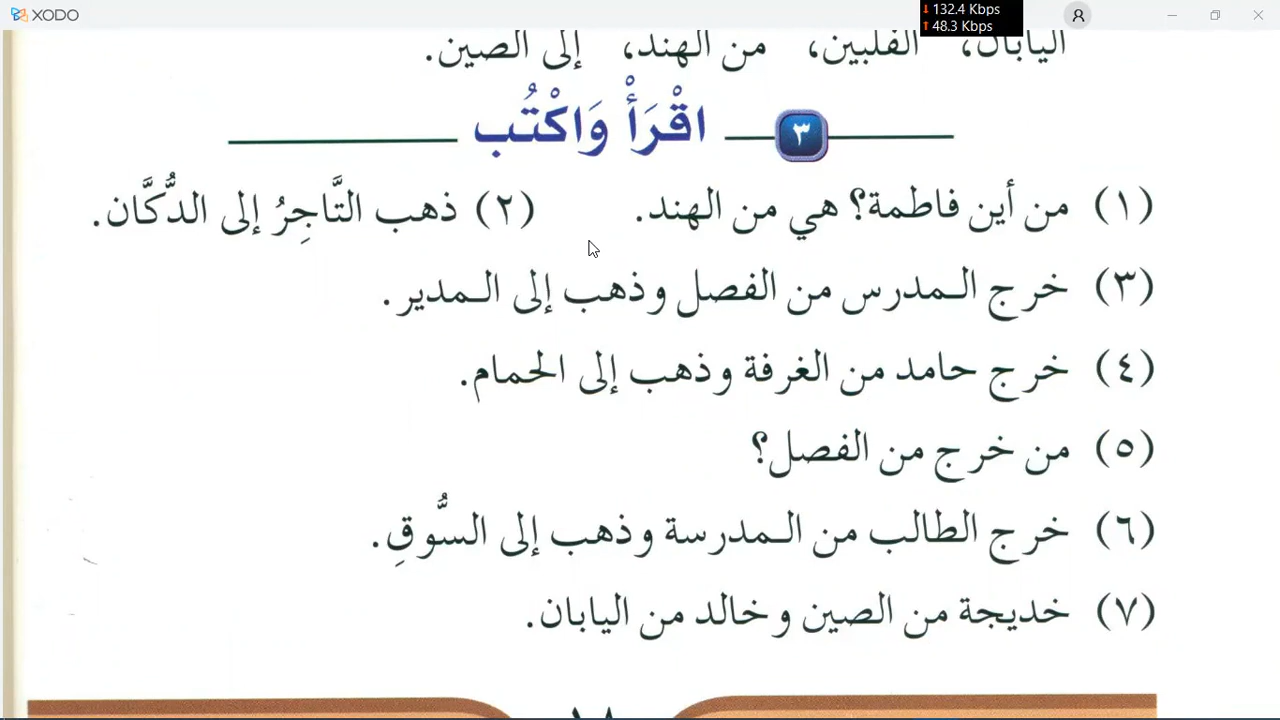 XODO
132.4 Kbps
48.3 Kbps
اليابان، الفلبين، من الهند، إلى الصين.
٣ اقْرَأْ وَاكْتُب
(١) من أين فاطمة؟ هي من الهند. (٢) ذهب التَّاجِرُ إلى الدُّكَّان.
(٣) خرج المدرس من الفصل وذهب إلى المدير.
(٤) خرج حامد من الغرفة وذهب إلى الحمام.
(٥) من خرج من الفصل؟
(٦) خرج الطالب من المدرسة وذهب إلى السُّوقِ.
(٧) خديجة من الصين وخالد من اليابان.